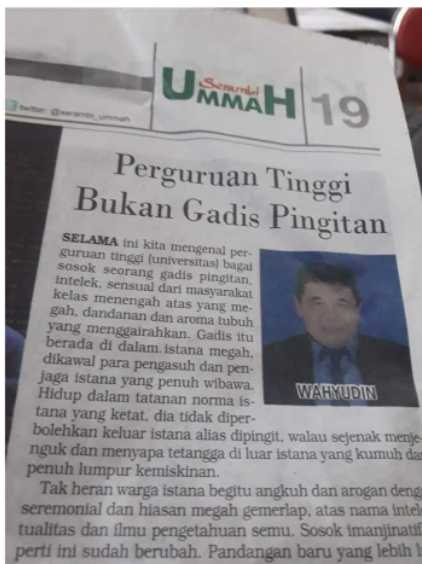 twitter: @serambi_ummah
Serambi
UMMAH
19
Perguruan Tinggi
Bukan Gadis Pingitan
SELAMA ini kita mengenal per-
guruan tinggi (universitas) bagai
sosok seorang gadis pingitan,
intelek, sensual dari masyarakat
kelas menengah atas yang me-
gah, dandanan dan aroma tubuh
yang menggairahkan. Gadis itu
berada di dalam istana megah,
dikawal para pengasuh dan pen-
jaga istana yang penuh wibawa.
Hidup dalam tatanan norma is-
tana yang ketat, dia tidak diper-
bolehkan keluar istana alias dipingit, walau sejenak menje-
nguk dan menyapa tetangga di luar istana yang kumuh da
penuh lumpur kemiskinan.
Tak heran warga istana begitu angkuh dan arogan deng
seremonial dan hiasan megah gemerlap, atas nama intel
tualitas dan ilmu pengetahuan semu. Sosok imanjinatif
perti ini sudah berubah. Pandangan baru yang lebih
WAHYUDIN